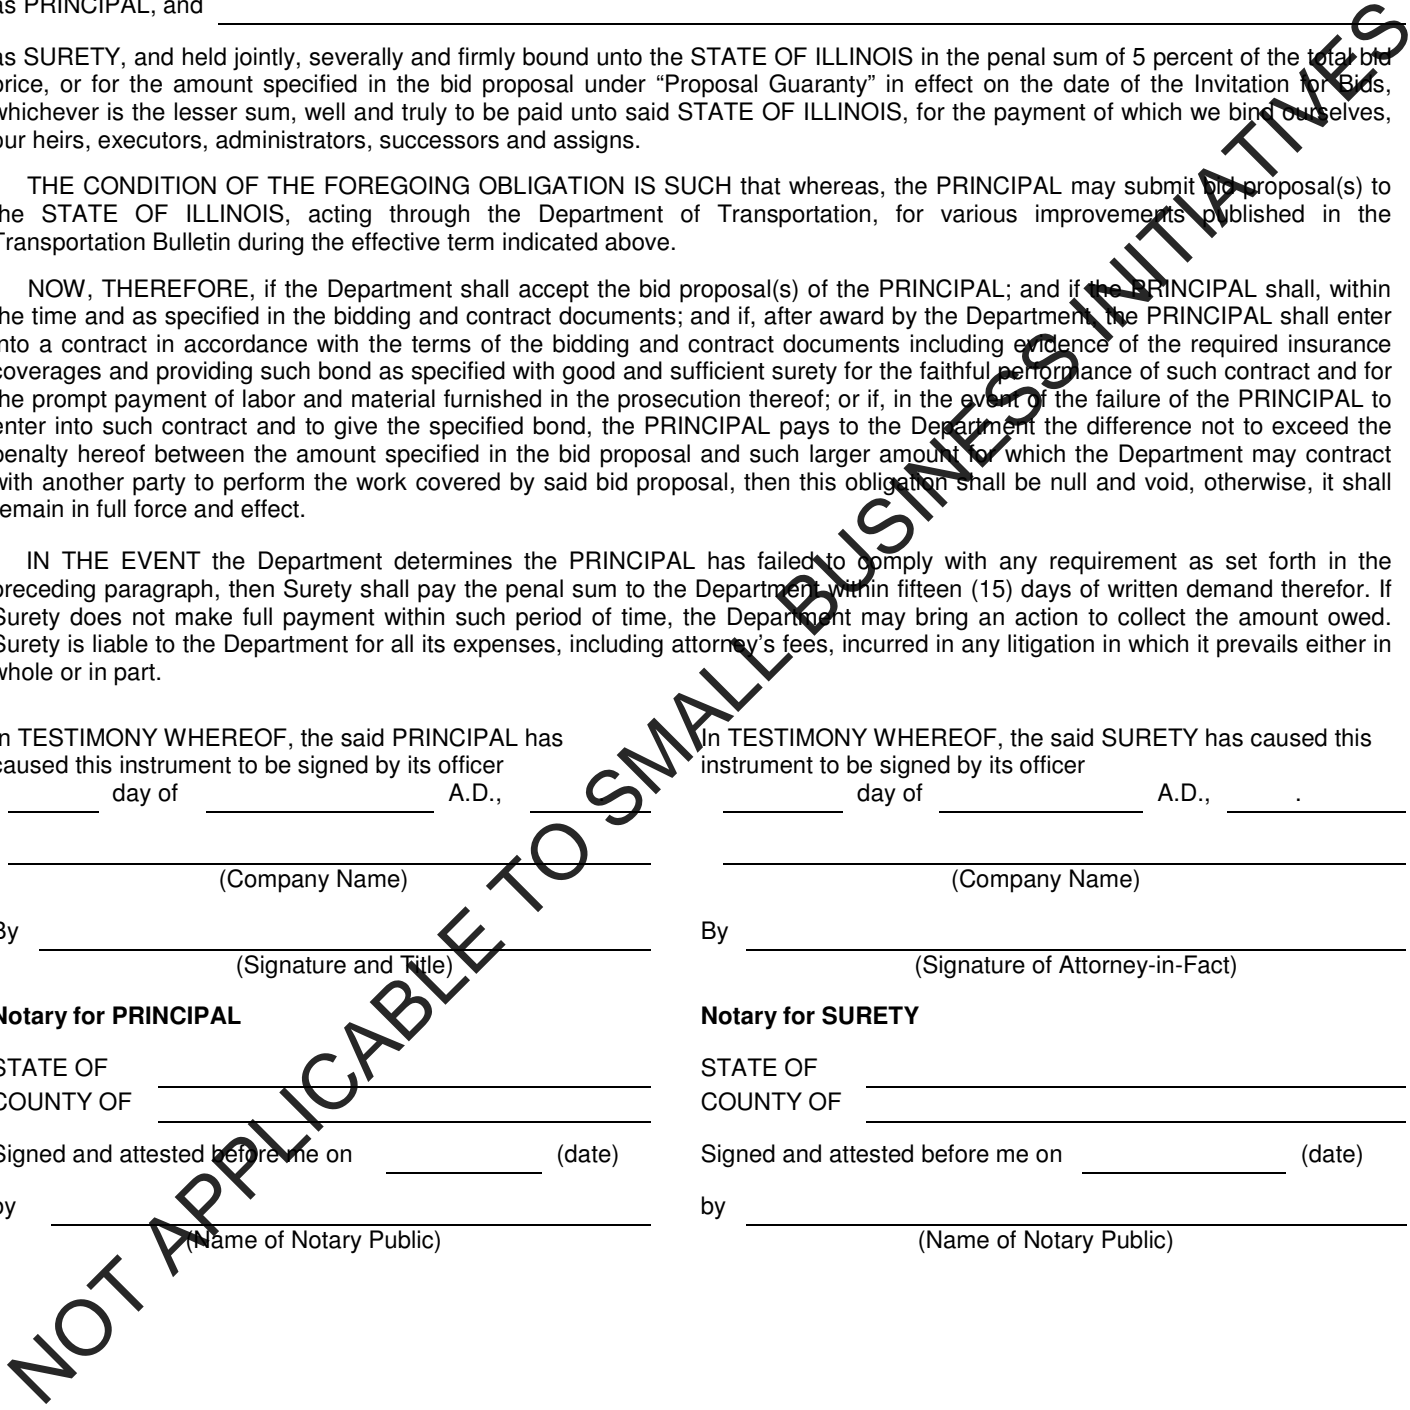 as PRINCIPAL, and
as SURETY, and held jointly, severally and firmly bound unto the STATE OF ILLINOIS in the penal sum of 5 percent of the total bid
price, or for the amount specified in the bid proposal under “Proposal Guaranty” in effect on the date of the Invitation for Bids,
whichever is the lesser sum, well and truly to be paid unto said STATE OF ILLINOIS, for the payment of which we bind ourselves,
our heirs, executors, administrators, successors and assigns.
THE CONDITION OF THE FOREGOING OBLIGATION IS SUCH that whereas, the PRINCIPAL may submit bid proposal(s) to
the STATE OF ILLINOIS, acting through the Department of Transportation, for various improvements published in the
Transportation Bulletin during the effective term indicated above.
NOW, THEREFORE, if the Department shall accept the bid proposal(s) of the PRINCIPAL; and if the PRINCIPAL shall, within
the time and as specified in the bidding and contract documents; and if, after award by the Department, the PRINCIPAL shall enter
into a contract in accordance with the terms of the bidding and contract documents including evidence of the required insurance
coverages and providing such bond as specified with good and sufficient surety for the faithful performance of such contract and for
the prompt payment of labor and material furnished in the prosecution thereof; or if, in the event of the failure of the PRINCIPAL to
enter into such contract and to give the specified bond, the PRINCIPAL pays to the Department the difference not to exceed the
penalty hereof between the amount specified in the bid proposal and such larger amount for which the Department may contract
with another party to perform the work covered by said bid proposal, then this obligation shall be null and void, otherwise, it shall
remain in full force and effect.
IN THE EVENT the Department determines the PRINCIPAL has failed to comply with any requirement as set forth in the
preceding paragraph, then Surety shall pay the penal sum to the Department within fifteen (15) days of written demand therefor. If
Surety does not make full payment within such period of time, the Department may bring an action to collect the amount owed.
Surety is liable to the Department for all its expenses, including attorney’s fees, incurred in any litigation in which it prevails either in
whole or in part.
In TESTIMONY WHEREOF, the said PRINCIPAL has
caused this instrument to be signed by its officer
day of A.D., .
(Company Name)
By
(Signature and Title)
Notary for PRINCIPAL
STATE OF
COUNTY OF
Signed and attested before me on (date)
by
(Name of Notary Public)
In TESTIMONY WHEREOF, the said SURETY has caused this
instrument to be signed by its officer
day of A.D., .
(Company Name)
By
(Signature of Attorney-in-Fact)
Notary for SURETY
STATE OF
COUNTY OF
Signed and attested before me on (date)
by
(Name of Notary Public)
NOT APPLICABLE TO SMALL BUSINESS INITIATIVES